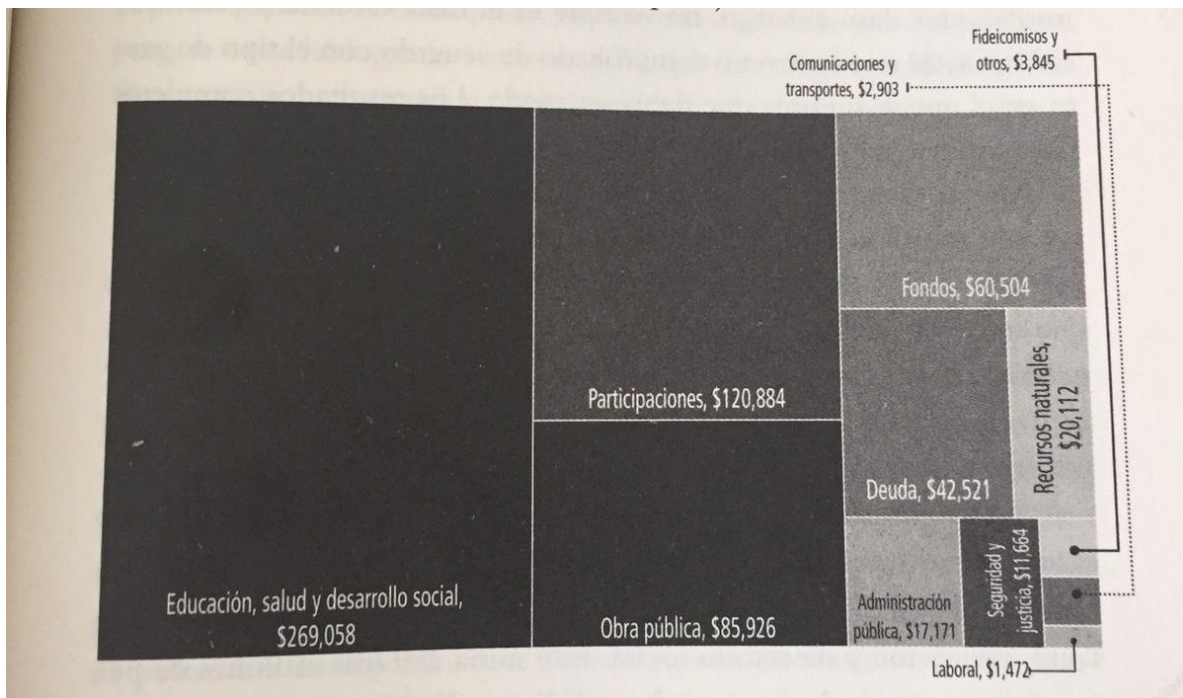 Fideicomisos y
otros, $3,845
Comunicaciones y
transportes, $2,903
Fondos, $60,504
Participaciones, $120,884
Recursos naturales,
$20,112
Deuda, $42,521
Educación, salud y desarrollo social,
$269,058
Obra pública, $85,926
Administración
pública, $17,171
Seguridad y
justicia, $11,664
Laboral, $1,472